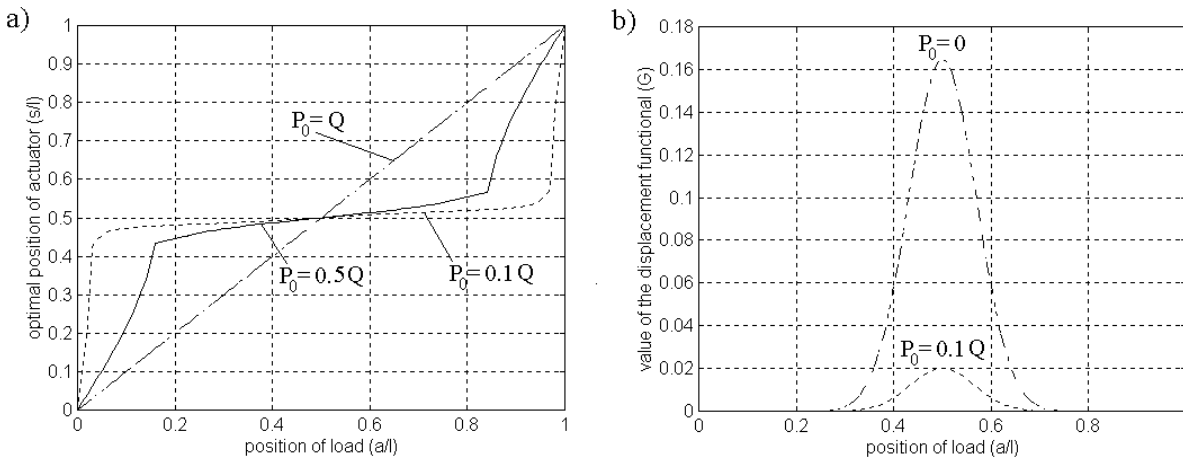 a)
optimal position of actuator (s/l)
1
0.9
0.8
0.7
0.6
0.5
0.4
0.3
0.2
0.1
0
P0= Q
P0= 0.5 Q
P0= 0.1 Q
0
0.2
0.4
0.6
0.8
1
position of load (a/l)
b)
value of the displacement functional (G)
0.18
0.16
0.14
0.12
0.1
0.08
0.06
0.04
0.02
0
P0= 0
P0= 0.1 Q
0
0.2
0.4
0.6
0.8
position of load (a/l)